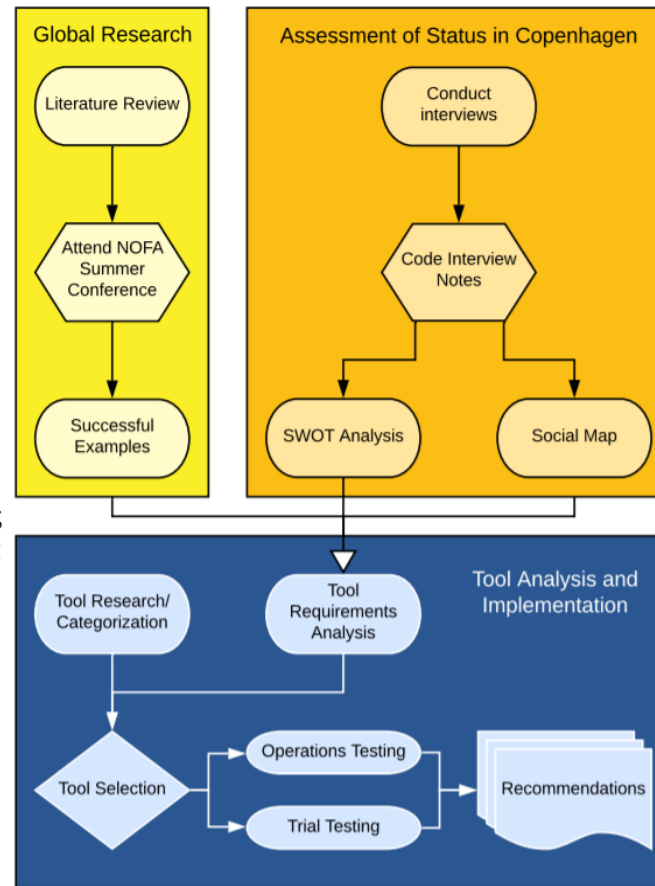 Global Research
Literature Review
Attend NOFA
Summer
Conference
Successful
Examples
Assessment of Status in Copenhagen
Conduct
interviews
Code Interview
Notes
SWOT Analysis
Social Map
Tool Analysis and
Implementation
Tool Research/
Categorization
Tool
Requirements
Analysis
Tool Selection
Operations Testing
Trial Testing
Recommendations